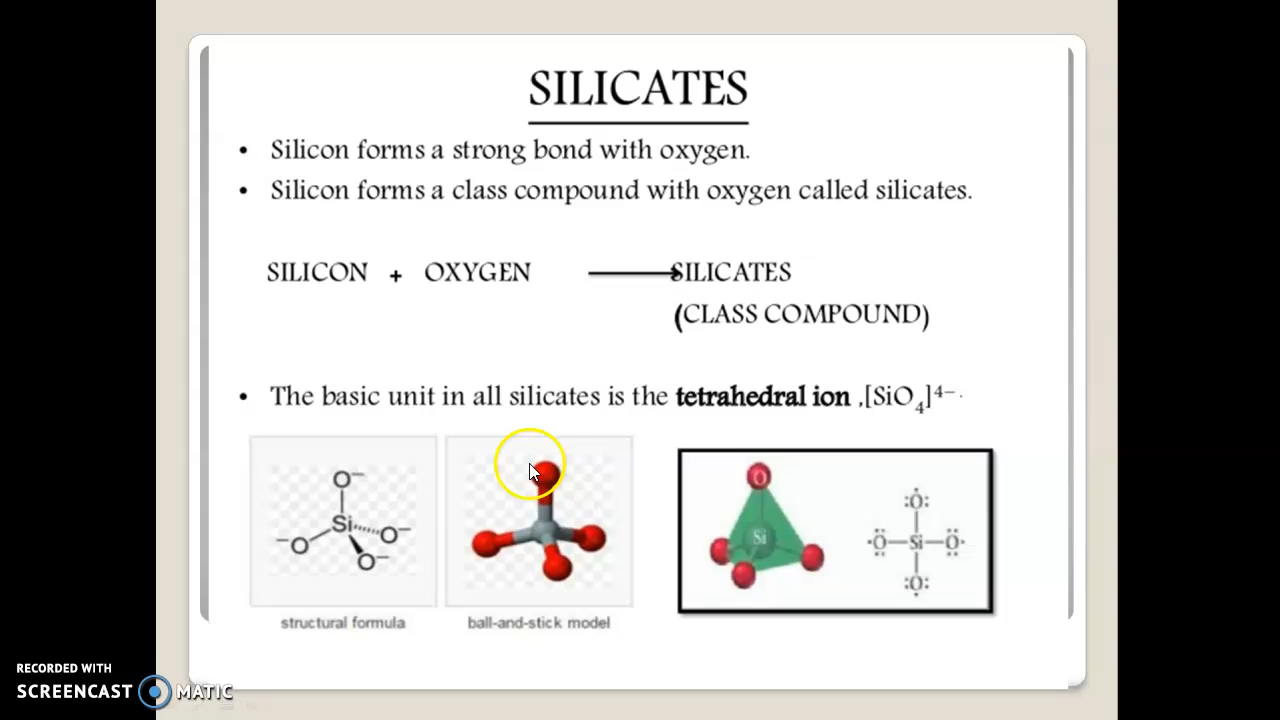 SILICATES
• Silicon forms a strong bond with oxygen.
• Silicon forms a class compound with oxygen called silicates.
SILICON + OXYGEN → SILICATES
(CLASS COMPOUND)
• The basic unit in all silicates is the tetrahedral ion ,[SiO₄]⁴⁻ .
O⁻
Si
⁻O O⁻
O⁻
structural formula
ball-and-stick model
O
Si
:O:
·O—Si—O·
:O:
RECORDED WITH
SCREENCAST MATIC